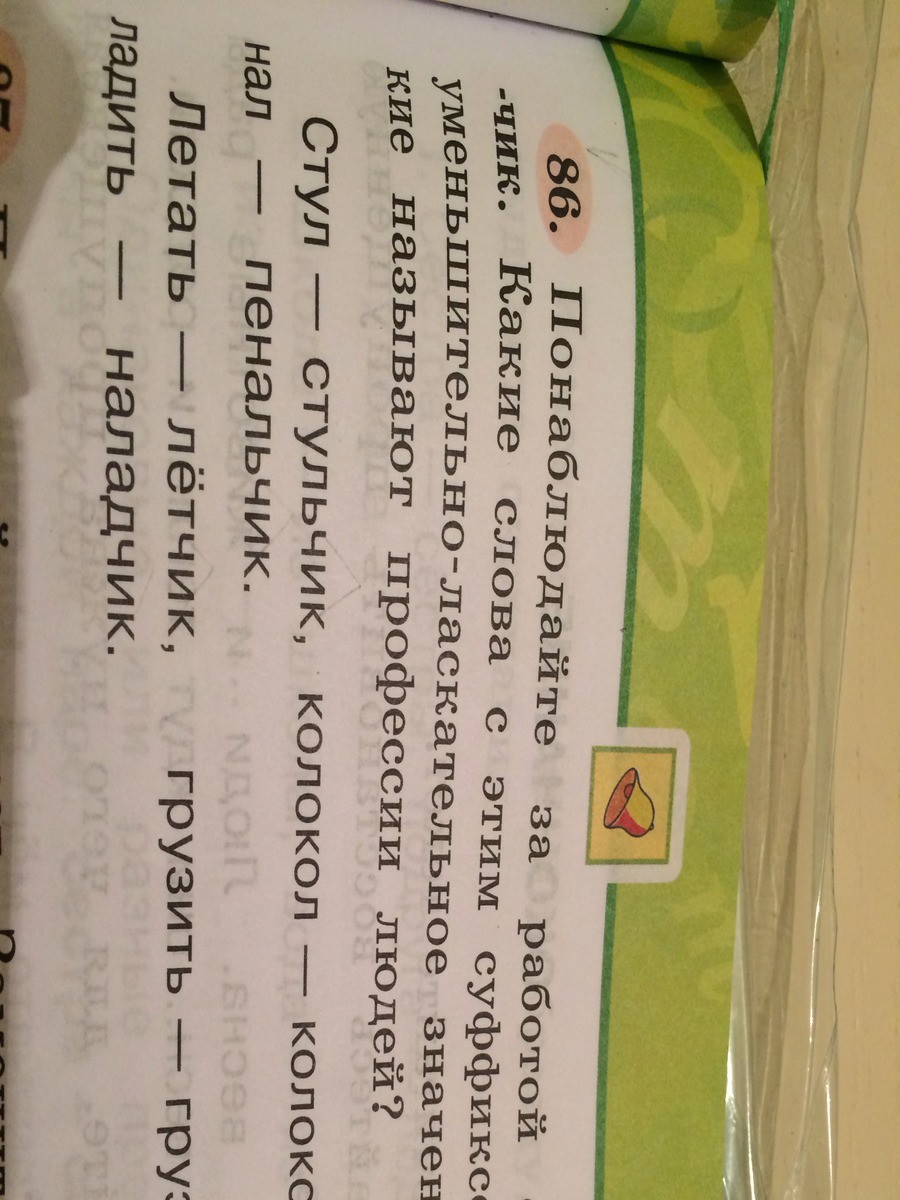 86. Понаблюдайте за работой
-чик. Какие слова с этим суффикс
уменьшительно-ласкательное значен
кие называют профессии людей?
Стул — стульчик, колокол — колок
нал — пенальчик.
Летать — лётчик, грузить — гру
ладить — наладчик.